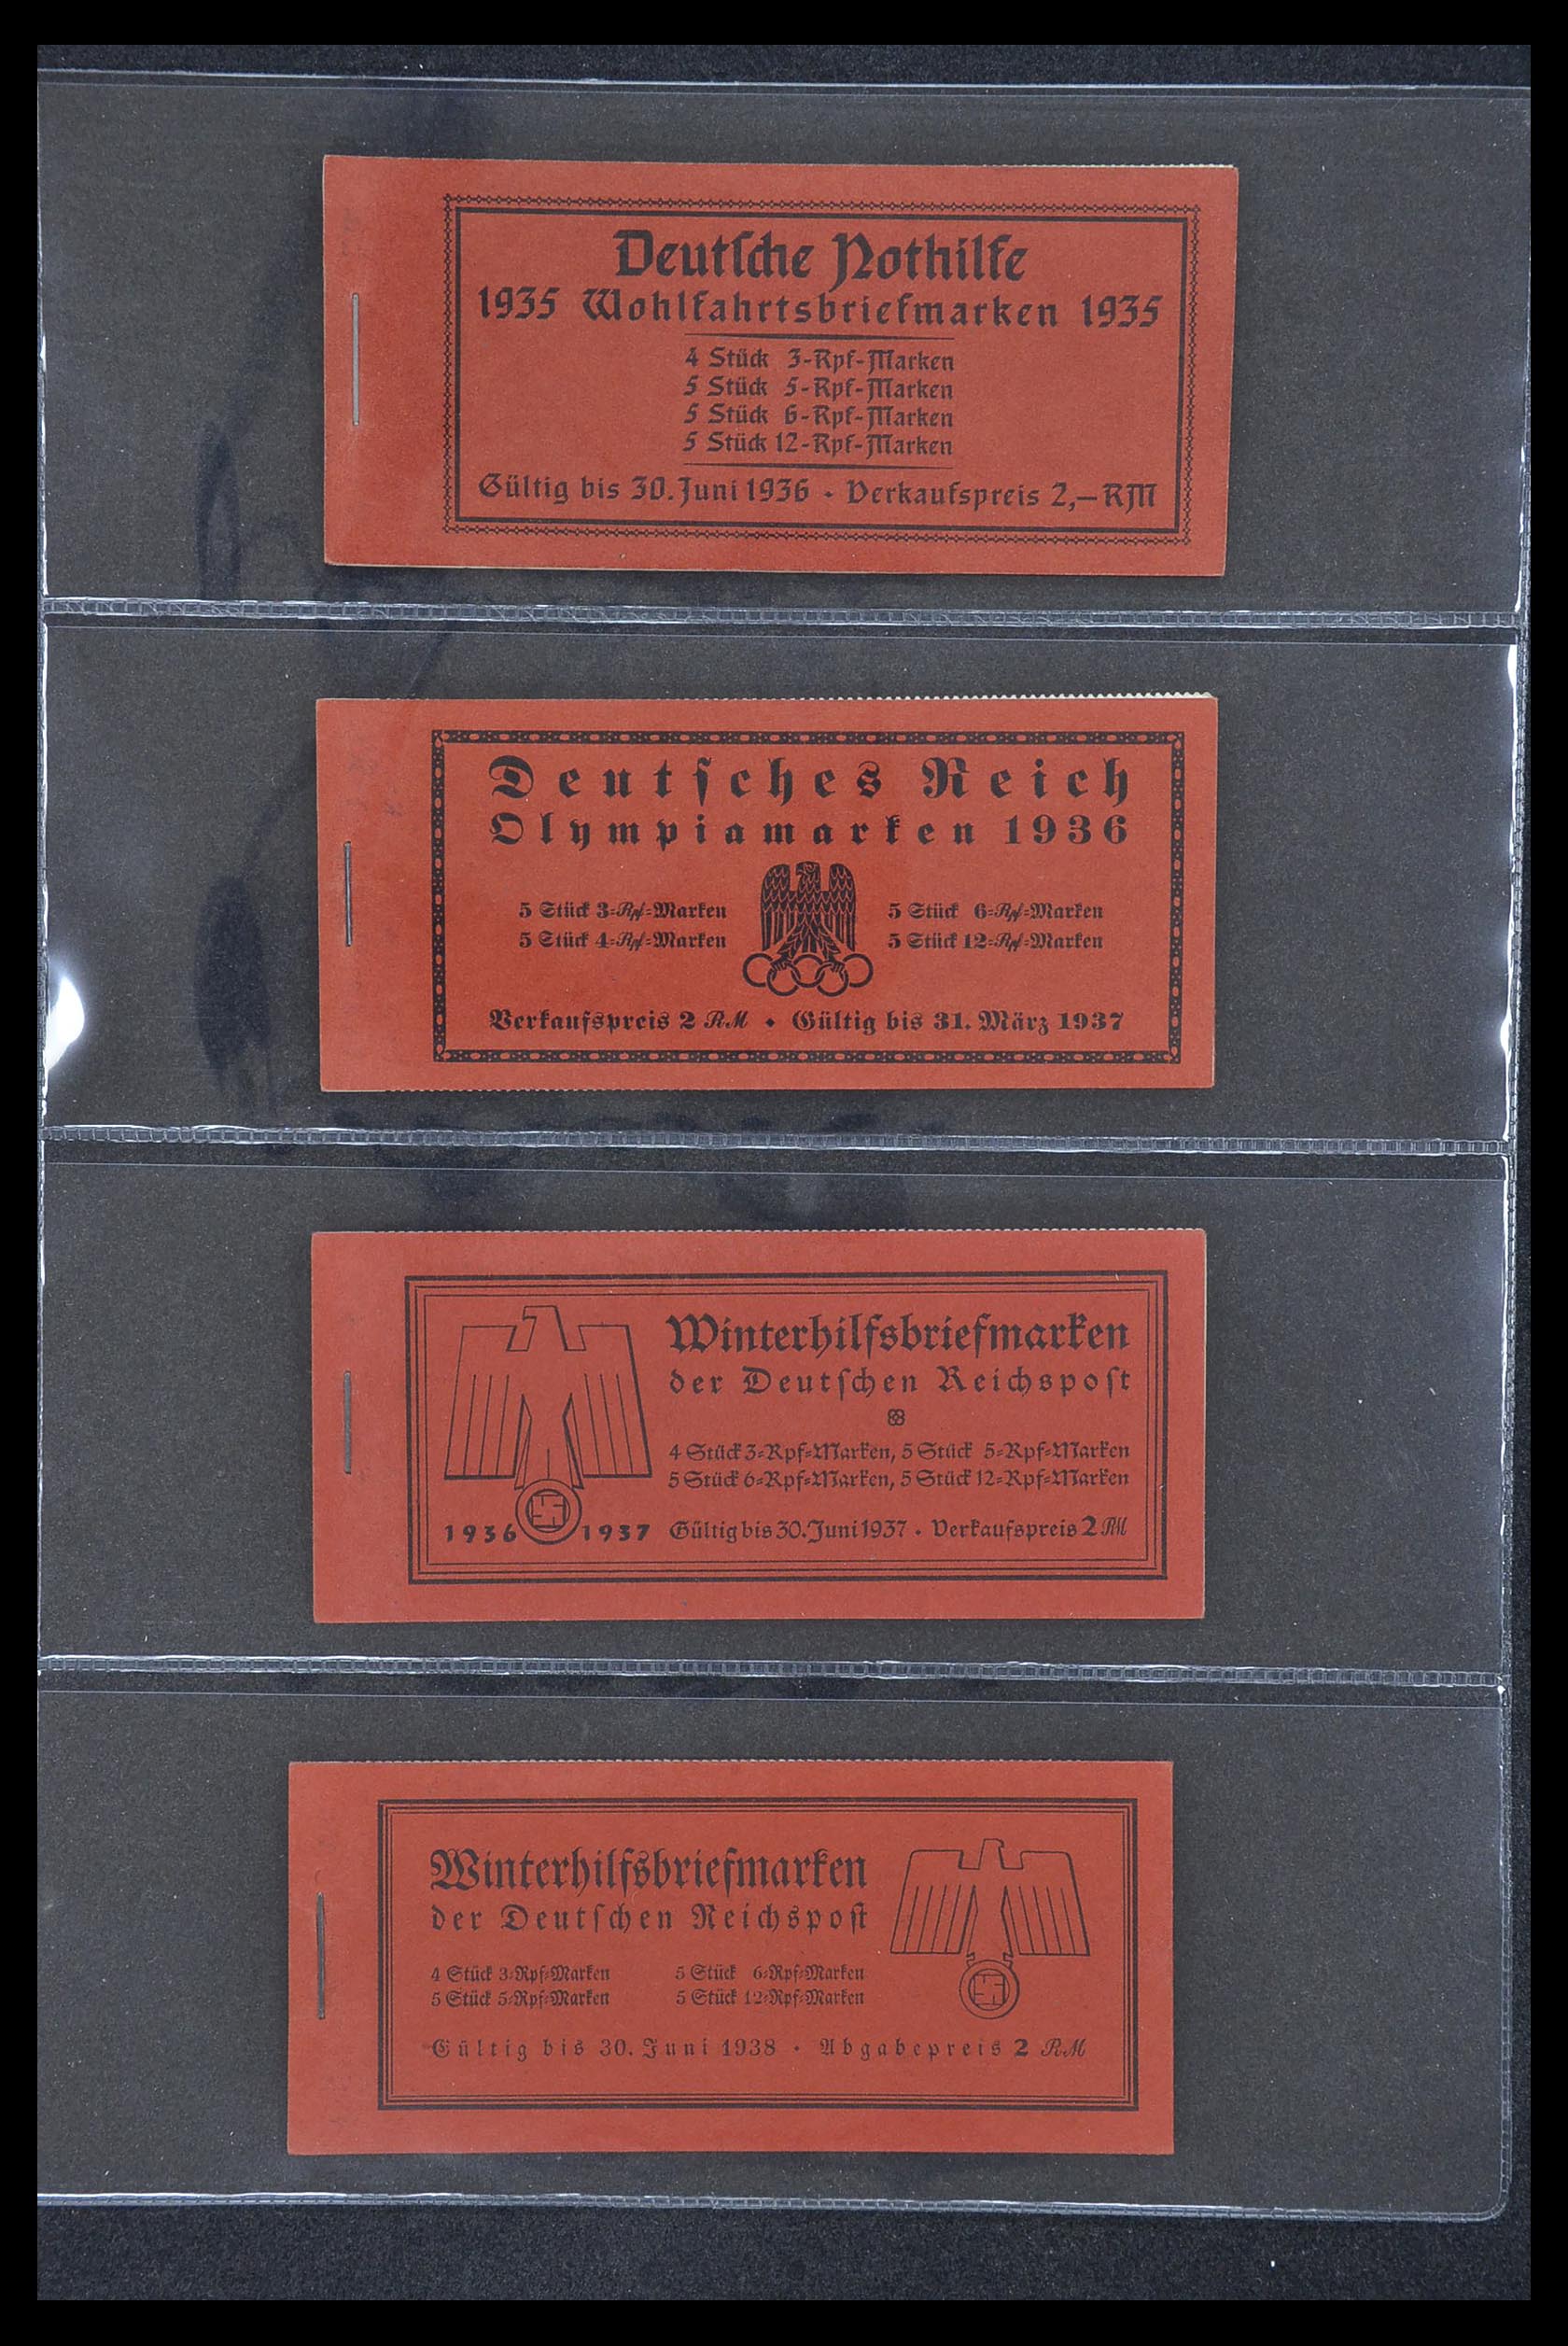 Deutsche Nothilfe
1935 Wohlfahrtsbriefmarken 1935
4 Stück 3-Rpf-Marken
5 Stück 5-Rpf-Marken
5 Stück 6-Rpf-Marken
5 Stück 12-Rpf-Marken
Gültig bis 30. Juni 1936 · Verkaufspreis 2,– RM
Deutsches Reich
Olympiamarken 1936
5 Stück 3-Rpf-Marken
5 Stück 4-Rpf-Marken
5 Stück 6-Rpf-Marken
5 Stück 12-Rpf-Marken
Verkaufspreis 2 RM · Gültig bis 31. März 1937
Winterhilfsbriefmarken
der Deutschen Reichspost
4 Stück 3-Rpf-Marken, 5 Stück 5-Rpf-Marken
5 Stück 6-Rpf-Marken, 5 Stück 12-Rpf-Marken
1936 1937
Gültig bis 30. Juni 1937 · Verkaufspreis 2 RM
Winterhilfsbriefmarken
der Deutschen Reichspost
4 Stück 3-Rpf-Marken
5 Stück 5-Rpf-Marken
5 Stück 6-Rpf-Marken
5 Stück 12-Rpf-Marken
Gültig bis 30. Juni 1938 · Abgabepreis 2 RM